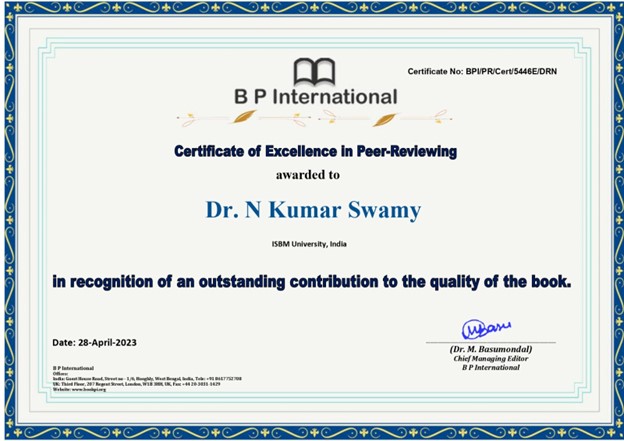 Certificate No: BPI/PR/Cert/5446E/DRN
B P International
Certificate of Excellence in Peer-Reviewing
awarded to
Dr. N Kumar Swamy
ISBM University, India
in recognition of an outstanding contribution to the quality of the book.
Date: 28-April-2023
(Dr. M. Basumondal)
Chief Managing Editor
B P International
B P International
Offices:
India: Guest House Road, Street no - 1/6, Hooghly, West Bengal, India, Tele: +91 8617752708
UK: Third Floor, 207 Regent Street, London, W1B 3HH, UK, Fax: +44 20-3031-1429
Website: www.bookpi.org